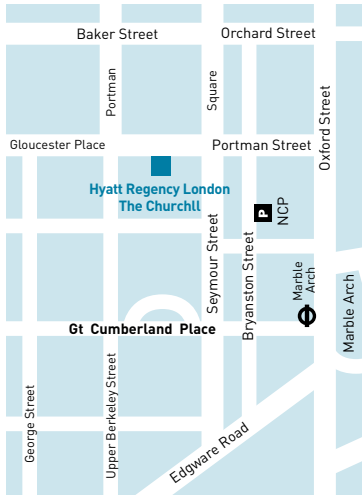 Baker Street
Orchard Street
Portman
Square
Oxford Street
Gloucester Place
Portman Street
Hyatt Regency London
The Churchll
P
NCP
Seymour Street
Bryanston Street
Marble
Arch
Marble Arch
Gt Cumberland Place
George Street
Upper Berkeley Street
Edgware Road